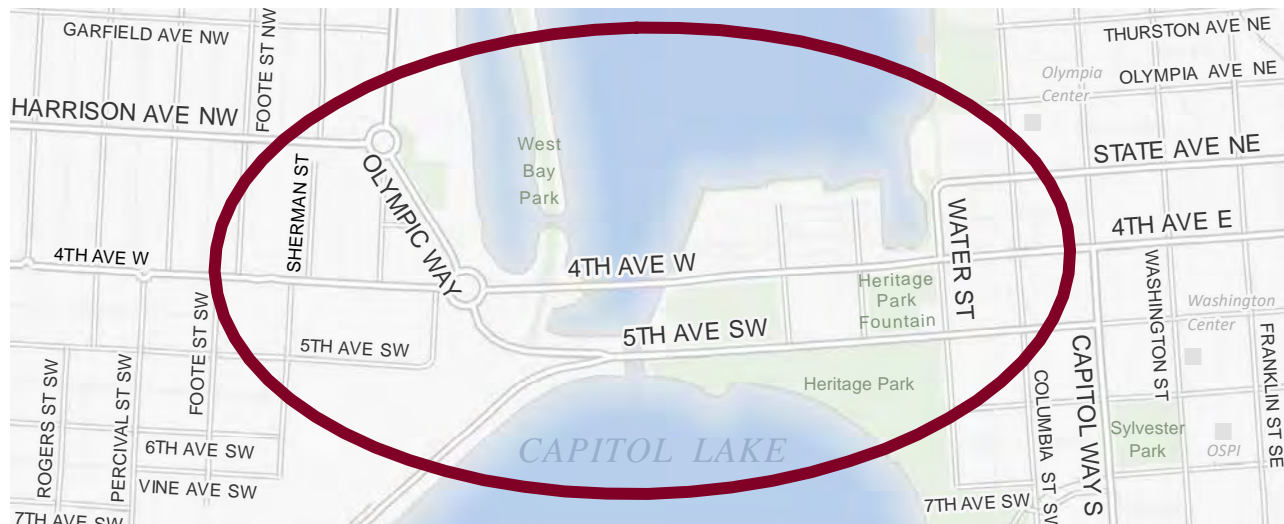 GARFIELD AVE NW
FOOTE ST NW
THURSTON AVE NE
Olympia
Center
OLYMPIA AVE NE
HARRISON AVE NW
West
Bay
Park
STATE AVE NE
SHERMAN ST
OLYMPIC WAY
WATER ST
4TH AVE E
4TH AVE W
4TH AVE W
Heritage
Park
Fountain
WASHINGTON ST
Washington
Center
5TH AVE SW
5TH AVE SW
FOOTE ST SW
ROGERS ST SW
PERCIVAL ST SW
Heritage Park
COLUMBIA ST SW
CAPITOL WAY S
FRANKLIN ST SE
6TH AVE SW
CAPITOL LAKE
Sylvester
Park
OSPI
VINE AVE SW
7TH AVE SW
7TH AVE SW